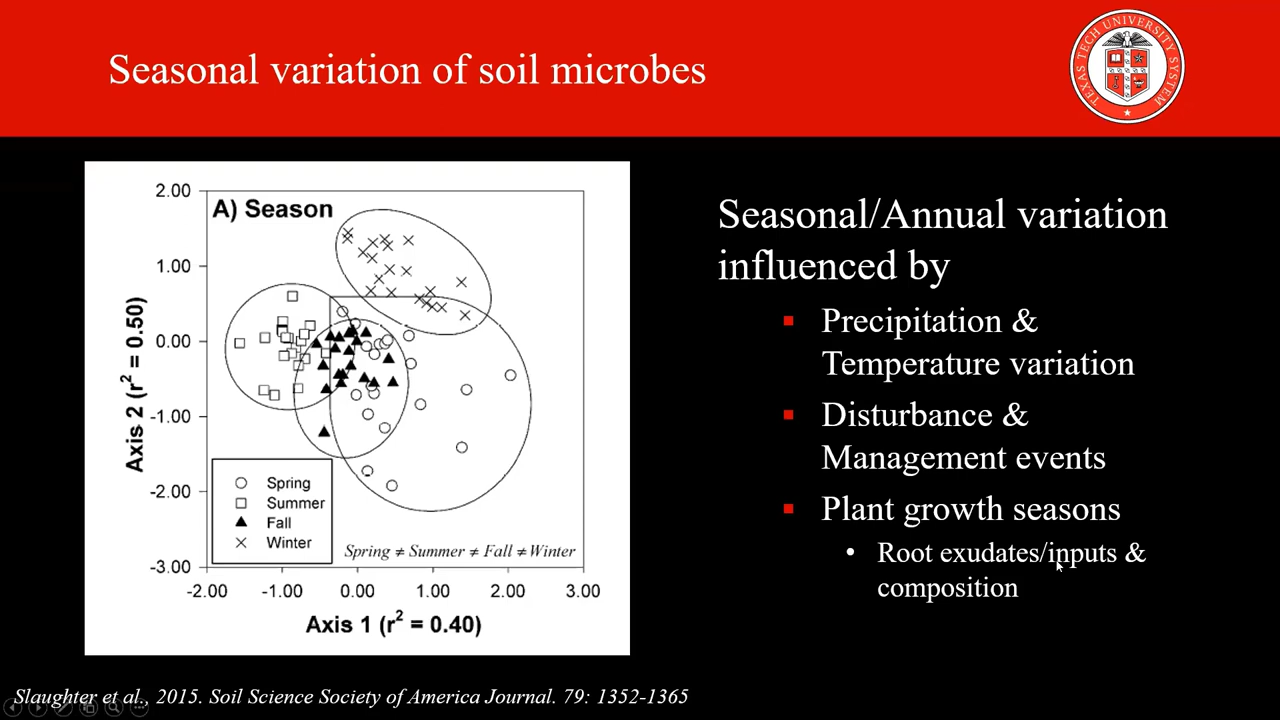 Seasonal variation of soil microbes
TEXAS TECH UNIVERSITY SYSTEM
A) Season
2.00
1.00
0.00
-1.00
-2.00
-3.00
Axis 2 (r² = 0.50)
Spring
Summer
Fall
Winter
Spring ≠ Summer ≠ Fall ≠Winter
-2.00 -1.00 0.00 1.00 2.00 3.00
Axis 1 (r² = 0.40)
Seasonal/Annual variation
influenced by
▪ Precipitation &
Temperature variation
▪ Disturbance &
Management events
▪ Plant growth seasons
• Root exudates/inputs &
composition
Slaughter et al., 2015. Soil Science Society of America Journal. 79: 1352-1365